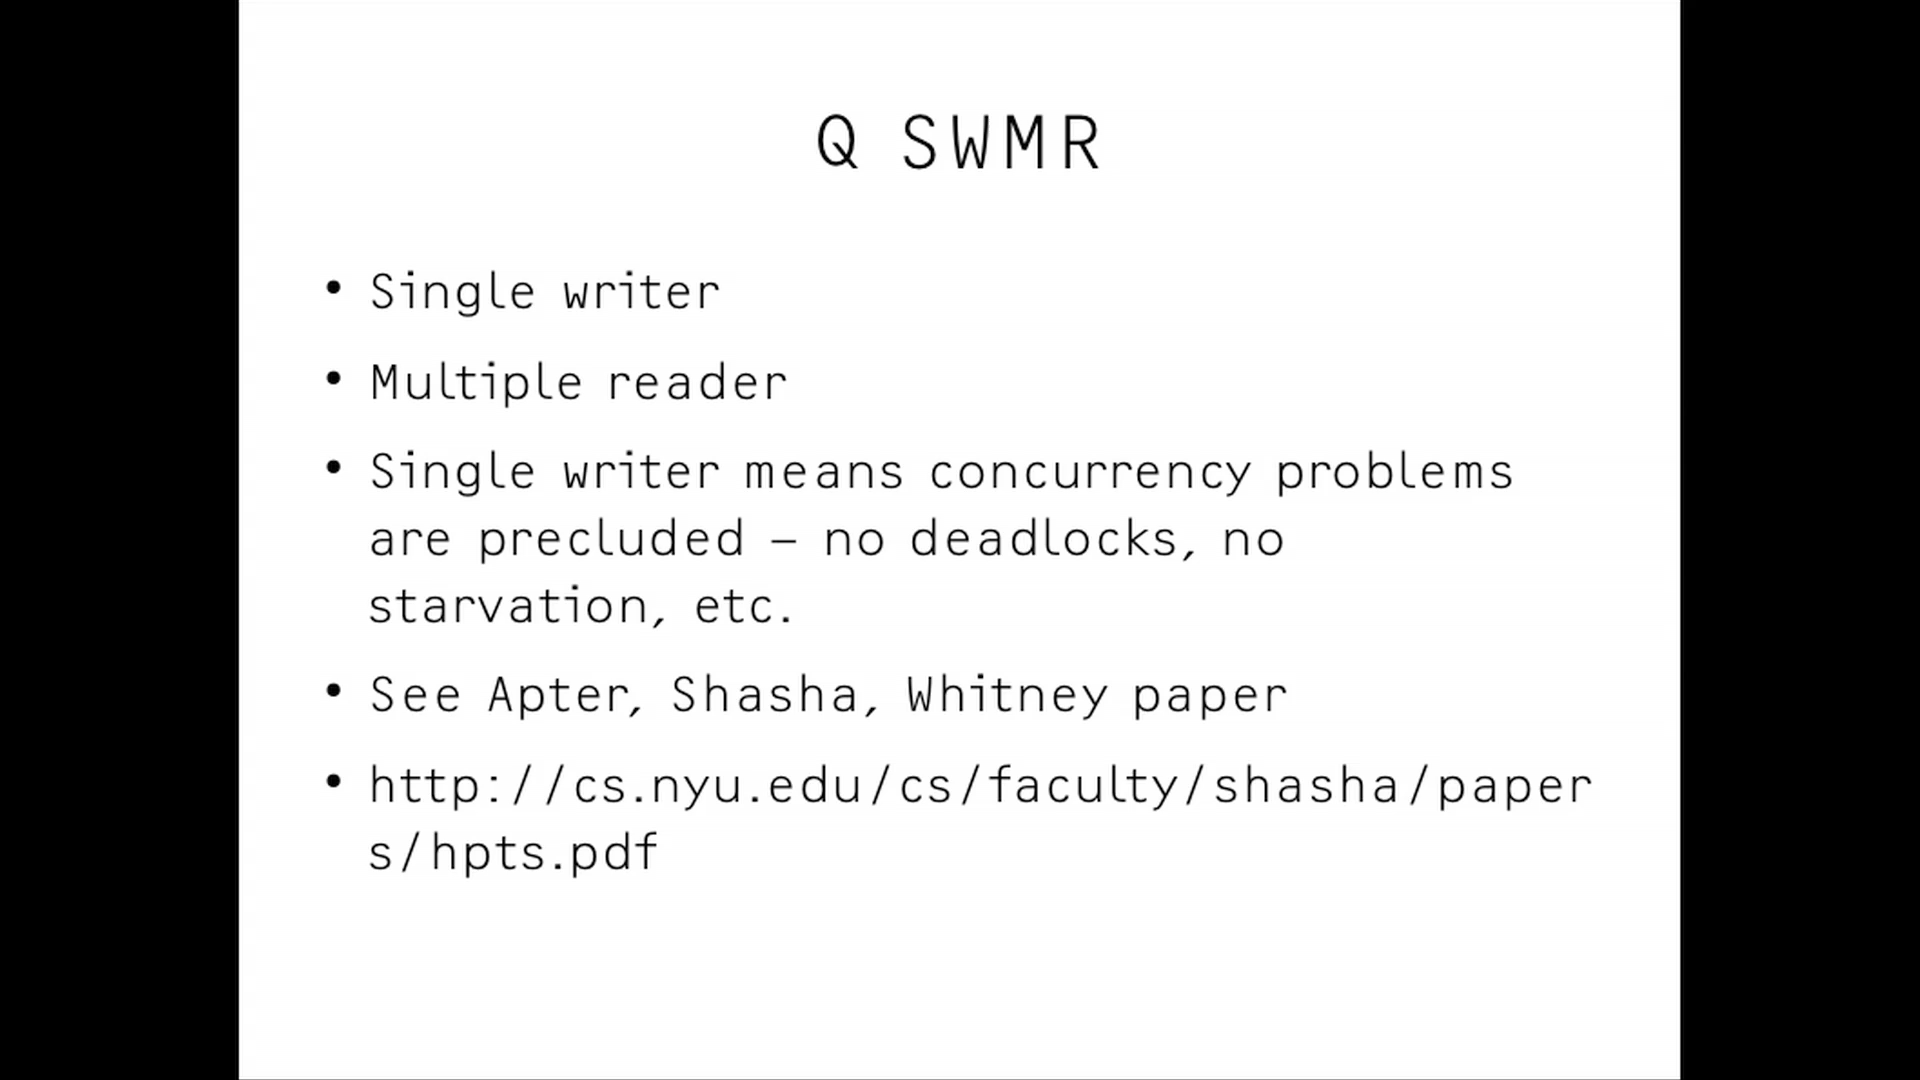 Q SWMR
• Single writer
• Multiple reader
• Single writer means concurrency problems
are precluded – no deadlocks, no
starvation, etc.
• See Apter, Shasha, Whitney paper
• http://cs.nyu.edu/cs/faculty/shasha/paper
s/hpts.pdf